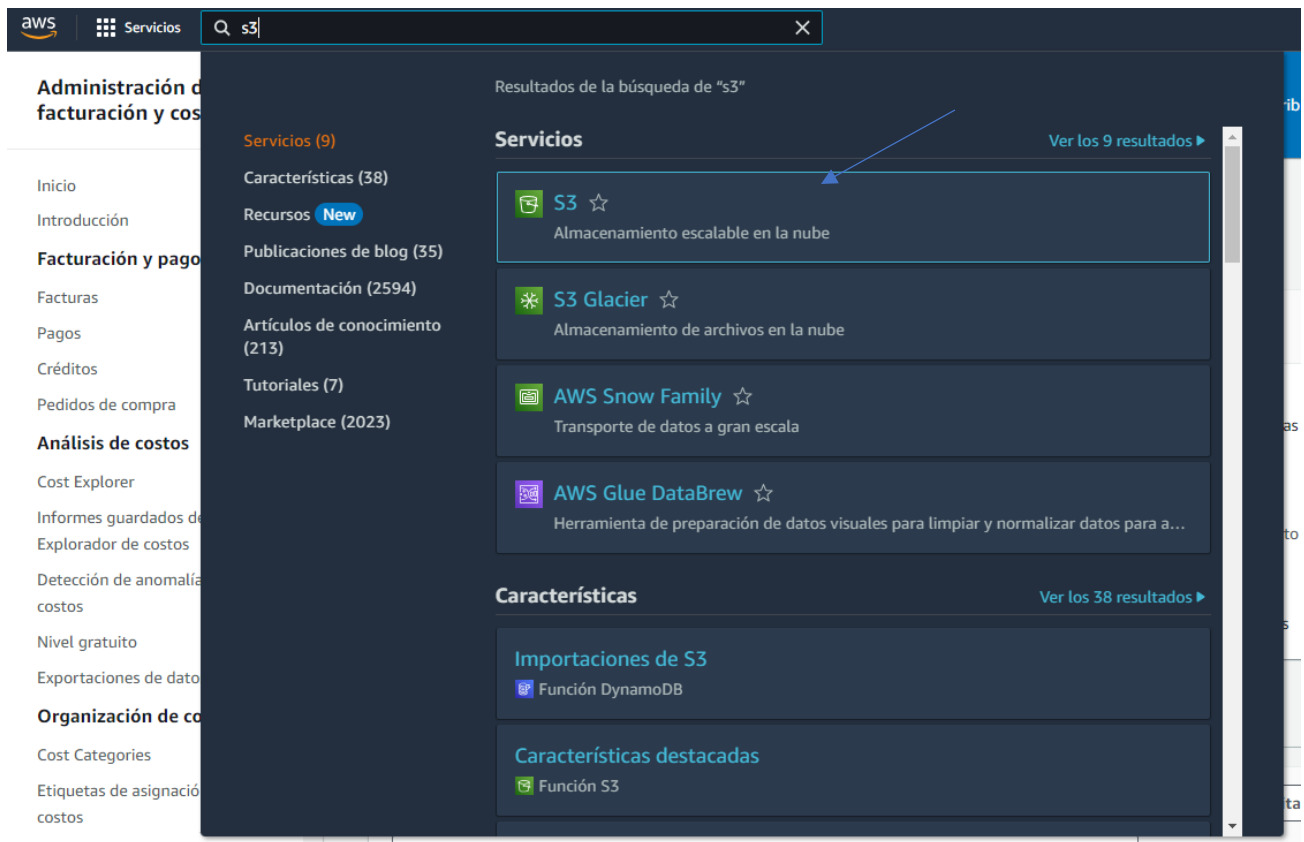 aws
Servicios
s3
Administración d
facturación y cos
Inicio
Introducción
Facturación y pago
Facturas
Pagos
Créditos
Pedidos de compra
Análisis de costos
Cost Explorer
Informes guardados de
Explorador de costos
Detección de anomalía
costos
Nivel gratuito
Exportaciones de dato
Organización de co
Cost Categories
Etiquetas de asignació
costos
Resultados de la búsqueda de “s3”
Servicios (9)
Características (38)
Recursos New
Publicaciones de blog (35)
Documentación (2594)
Artículos de conocimiento
(213)
Tutoriales (7)
Marketplace (2023)
Servicios
Ver los 9 resultados
S3
Almacenamiento escalable en la nube
S3 Glacier
Almacenamiento de archivos en la nube
AWS Snow Family
Transporte de datos a gran escala
AWS Glue DataBrew
Herramienta de preparación de datos visuales para limpiar y normalizar datos para a...
Características
Ver los 38 resultados
Importaciones de S3
Función DynamoDB
Características destacadas
Función S3
rib
as
to
s
ta